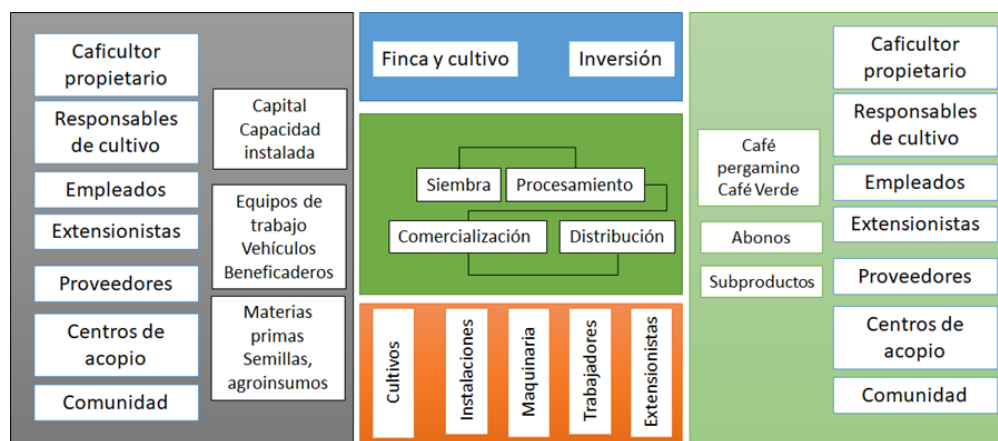 Caficultor
propietario
Responsables
de cultivo
Empleados
Extensionistas
Proveedores
Centros de
acopio
Comunidad
Capital
Capacidad
instalada
Equipos de
trabajo
Vehículos
Beneficaderos
Materias
primas
Semillas,
agroinsumos
Finca y cultivo
Inversión
Siembra
Procesamiento
Comercialización
Distribución
Cultivos
Instalaciones
Maquinaria
Trabajadores
Extensionistas
Café
pergamino
Café Verde
Abonos
Subproductos
Caficultor
propietario
Responsables
de cultivo
Empleados
Extensionistas
Proveedores
Centros de
acopio
Comunidad